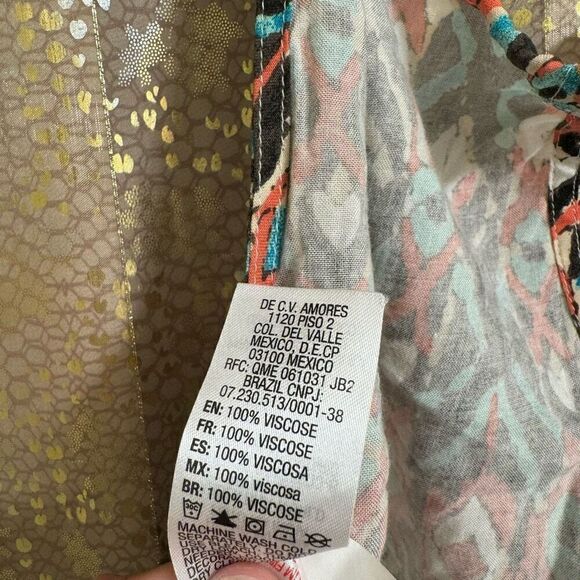 DE C.V. AMORES
1120 PISO 2
COL. DEL VALLE
MEXICO, D.E.CP
03100 MEXICO
RFC: QME 061031 JB2
BRAZIL CNPJ:
07.230.513/0001-38
EN: 100% VISCOSE
FR: 100% VISCOSE
ES: 100% VISCOSA
MX: 100% viscosa
BR: 100% VISCOSE
MACHINE WASH COLD
SEPARATELY